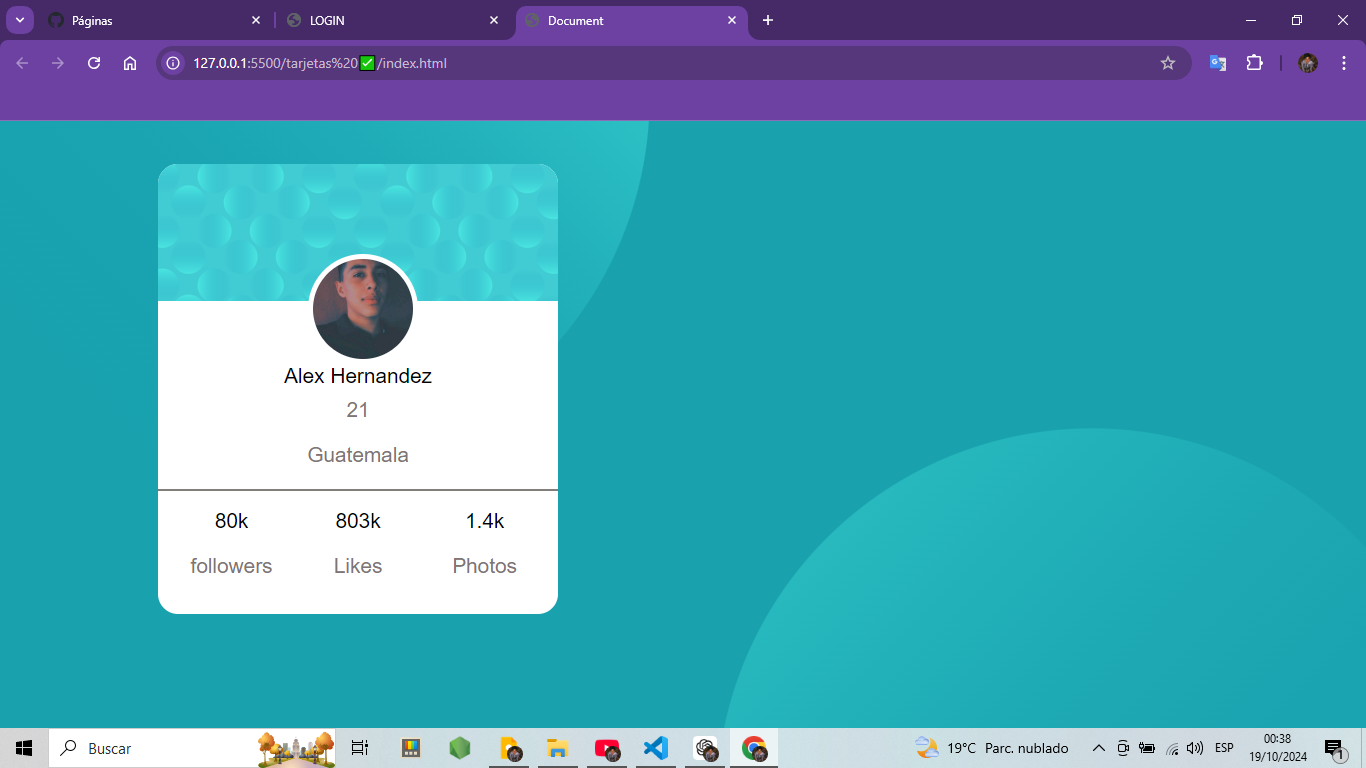 Páginas
LOGIN
Document
127.0.0.1:5500/tarjetas%20✅/index.html
Alex Hernandez
21
Guatemala
80k 803k 1.4k
followers Likes Photos
Buscar
19°C Parc. nublado
ESP
00:38
19/10/2024
1